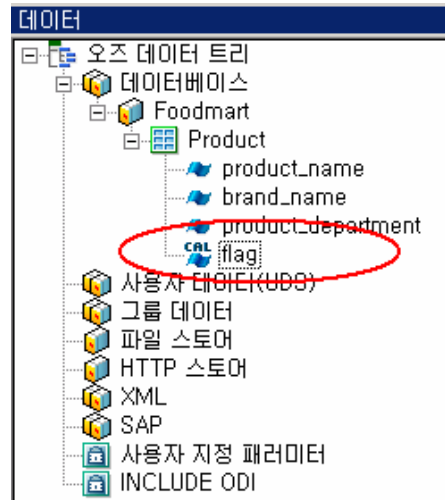 데이터
오즈 데이터 트리
데이터베이스
Foodmart
Product
product_name
brand_name
product_department
CAL flag
사용자 데이터(UDS)
그룹 데이터
파일 스토어
HTTP 스토어
XML
SAP
사용자 지정 패러미터
INCLUDE ODI